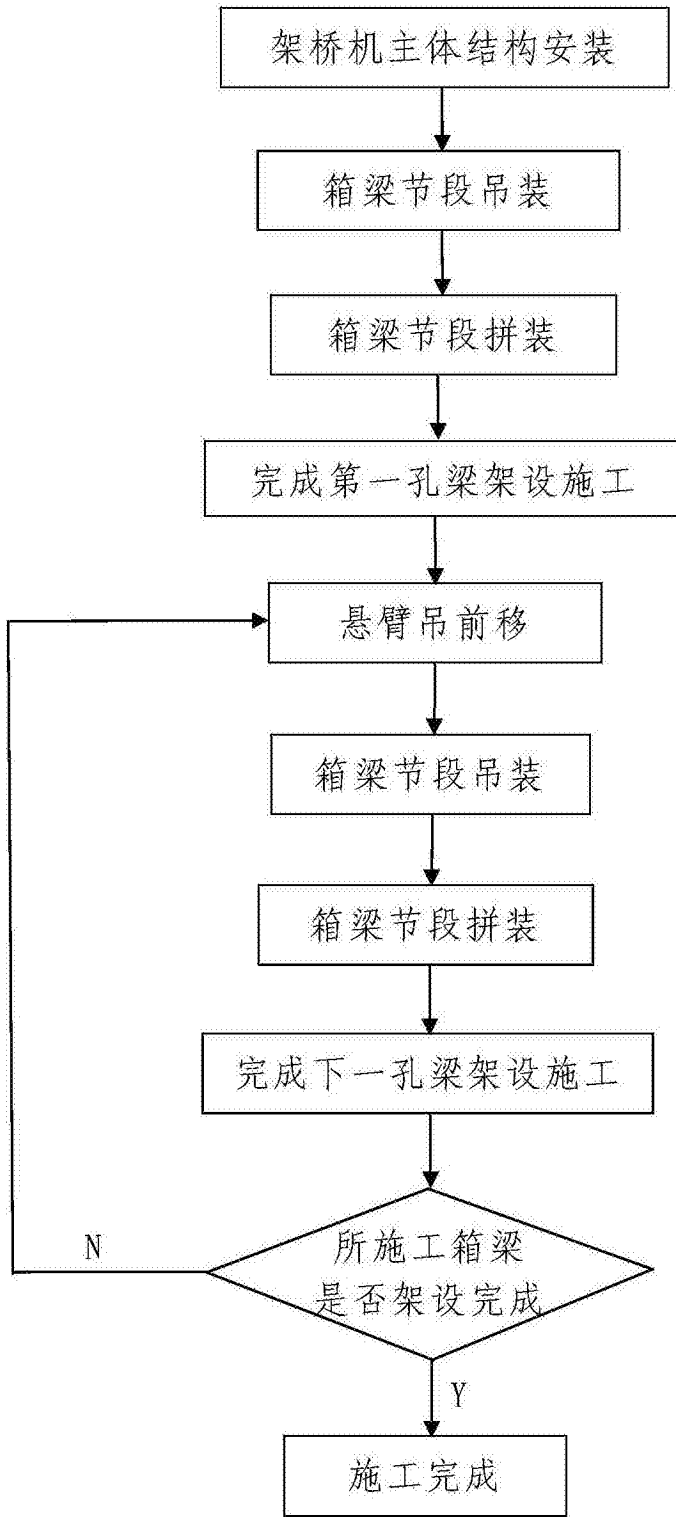 架桥机主体结构安装
箱梁节段吊装
箱梁节段拼装
完成第一孔梁架设施工
悬臂吊前移
箱梁节段吊装
箱梁节段拼装
完成下一孔梁架设施工
所施工箱梁
是否架设完成
N
Y
施工完成